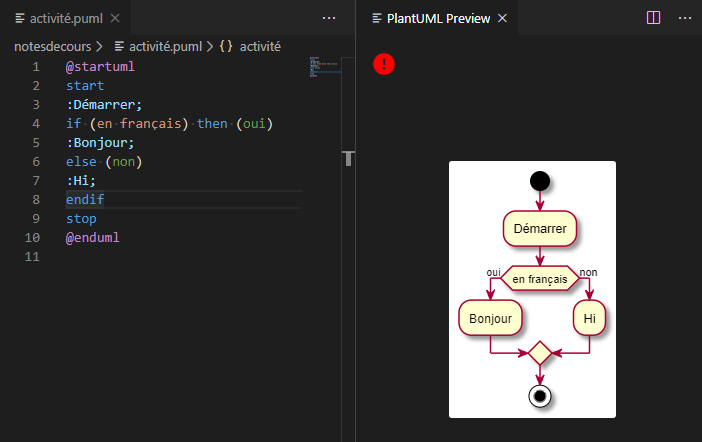 activité.puml
PlantUML Preview
notesdecours > activité.puml > {} activité
1 @startuml
2 start
3 :Démarrer;
4 if (en français) then (oui)
5 :Bonjour;
6 else (non)
7 :Hi;
8 endif
9 stop
10 @enduml
11
Démarrer
oui
en français
non
Bonjour
Hi